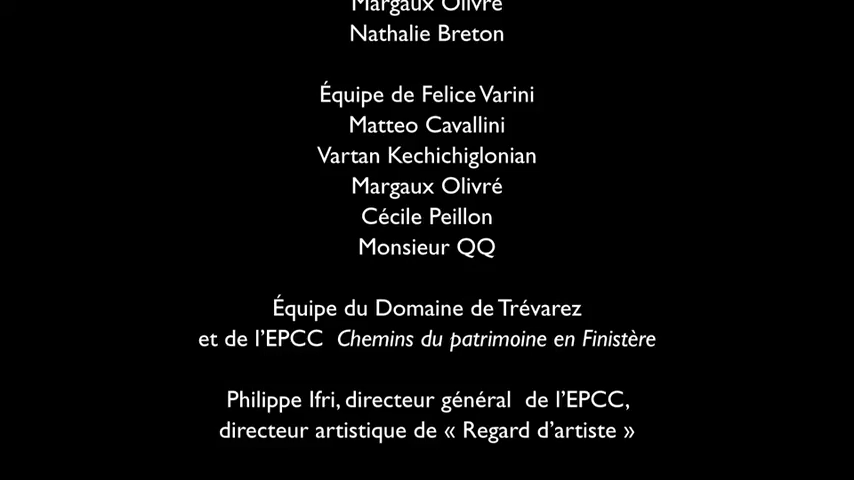 Margaux Olivré
Nathalie Breton
Équipe de Felice Varini
Matteo Cavallini
Vartan Kechichiglonian
Margaux Olivré
Cécile Peillon
Monsieur QQ
Équipe du Domaine de Trévarez
et de l’EPCC Chemins du patrimoine en Finistère
Philippe Ifri, directeur général de l’EPCC,
directeur artistique de « Regard d’artiste »